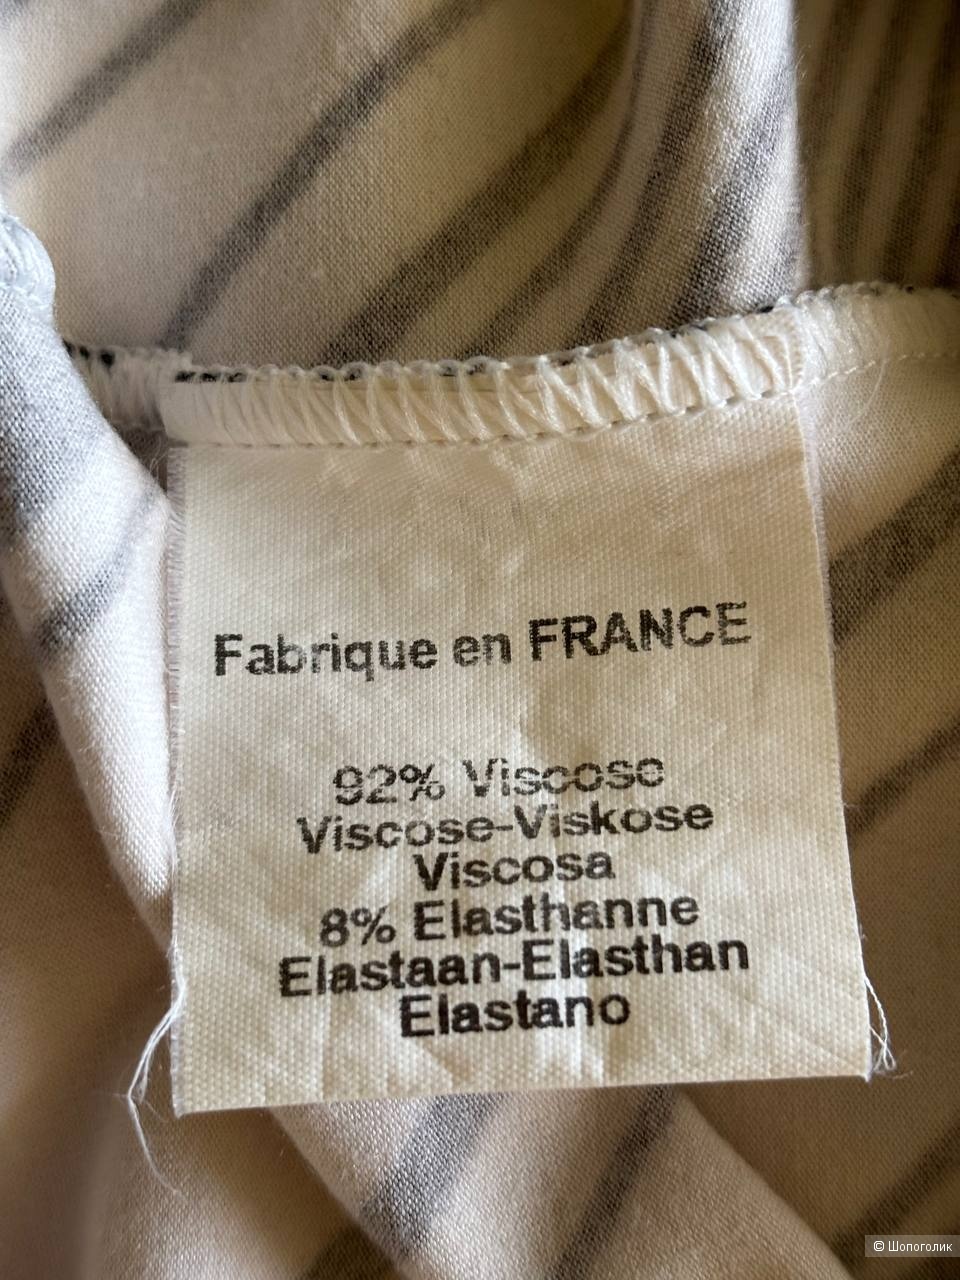 Fabrique en FRANCE
92% Viscose
Viscose-Viskose
Viscosa
8% Elasthanne
Elastaan-Elasthan
Elastano
© Шопоголик